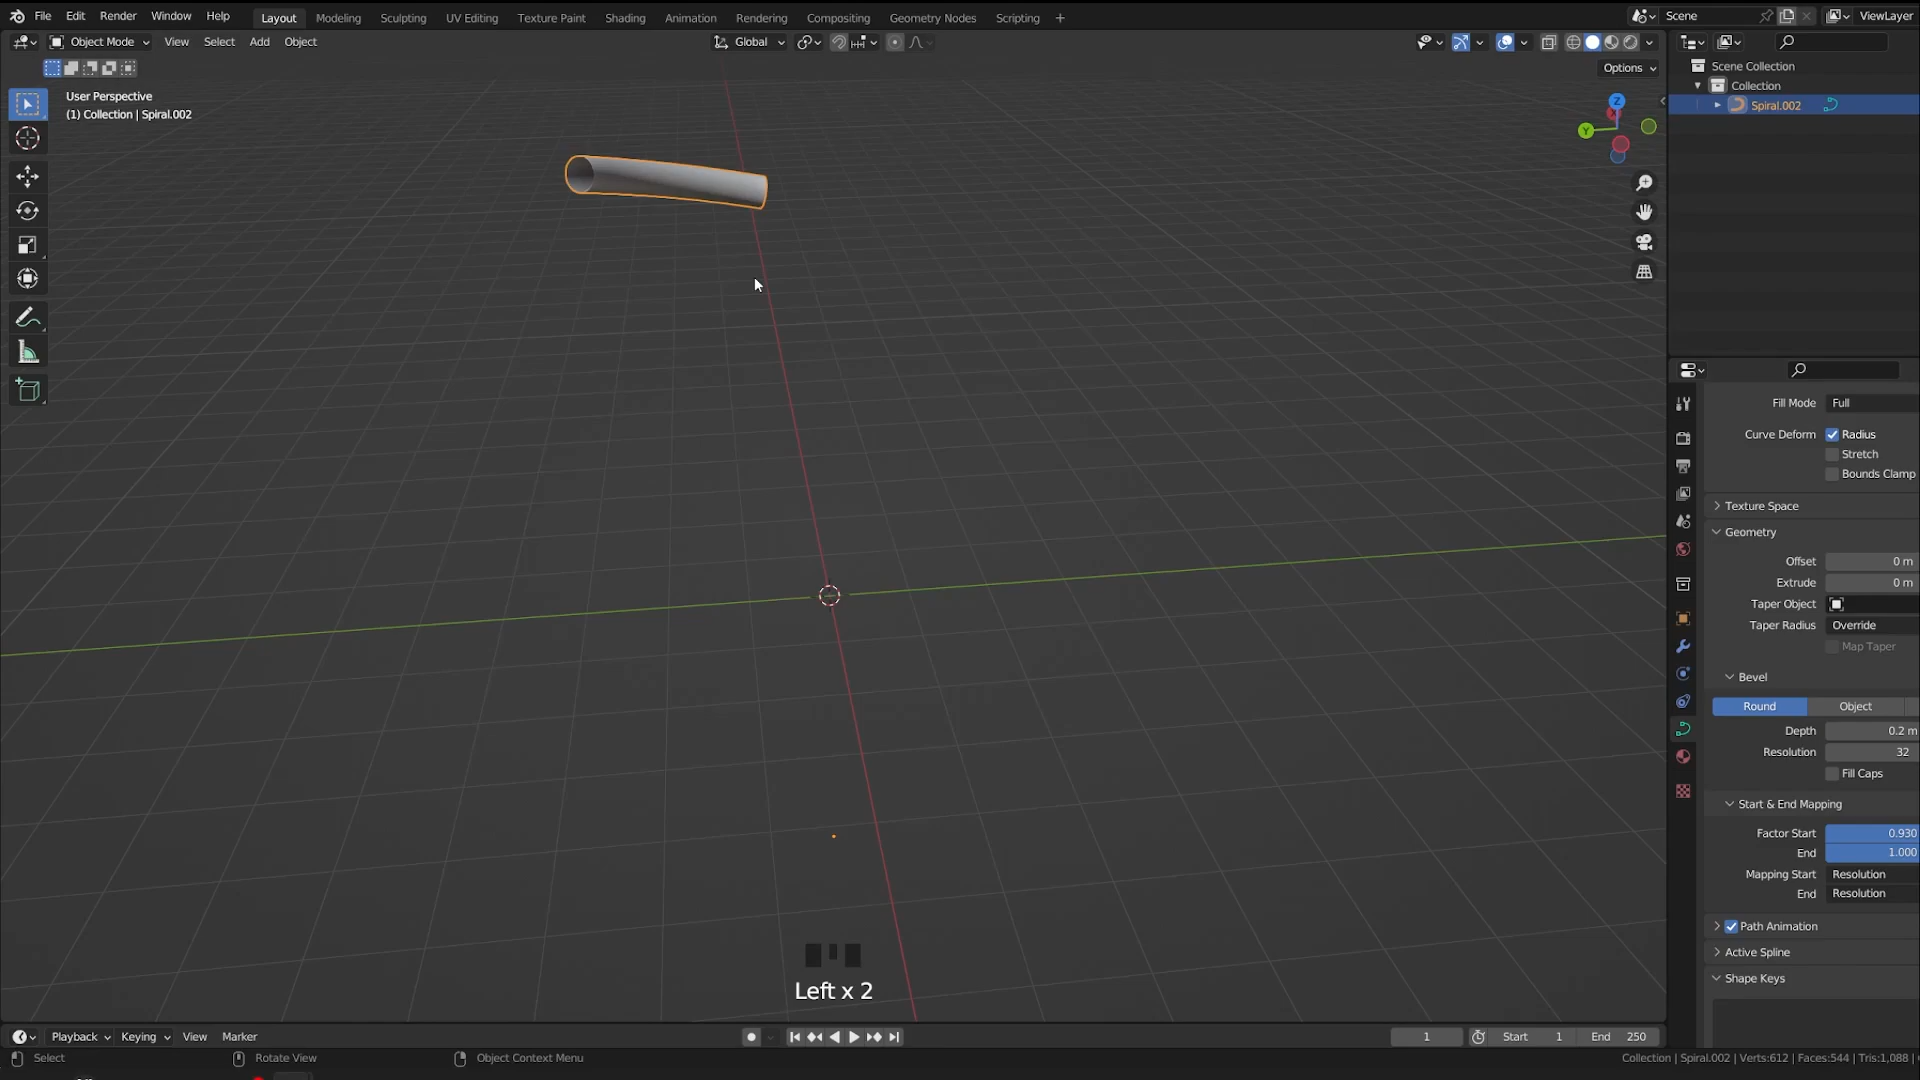 File Edit Render Window Help
Layout Modeling Sculpting UV Editing Texture Paint Shading Animation Rendering Compositing Geometry Nodes Scripting +
Scene
ViewLayer
Object Mode View Select Add Object
Global
Options
User Perspective
(1) Collection | Spiral.002
Z
Y
Scene Collection
Collection
Spiral.002
Fill Mode Full
Curve Deform Radius
Stretch
Bounds Clamp
Texture Space
Geometry
Offset 0 m
Extrude 0 m
Taper Object
Taper Radius Override
Map Taper
Bevel
Round Object
Depth 0.2 m
Resolution 32
Fill Caps
Start & End Mapping
Factor Start 0.930
End 1.000
Mapping Start Resolution
End Resolution
Path Animation
Active Spline
Shape Keys
Left x 2
Playback Keying View Marker
1 Start 1 End 250
Select Rotate View Object Context Menu
Collection | Spiral.002 | Verts:612 | Faces:544 | Tris:1,088 |